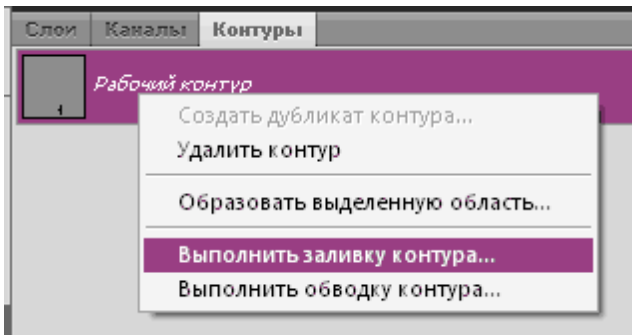 Слои Каналы Контуры
Рабочий контур
Создать дубликат контура...
Удалить контур
Образовать выделенную область...
Выполнить заливку контура...
Выполнить обводку контура...